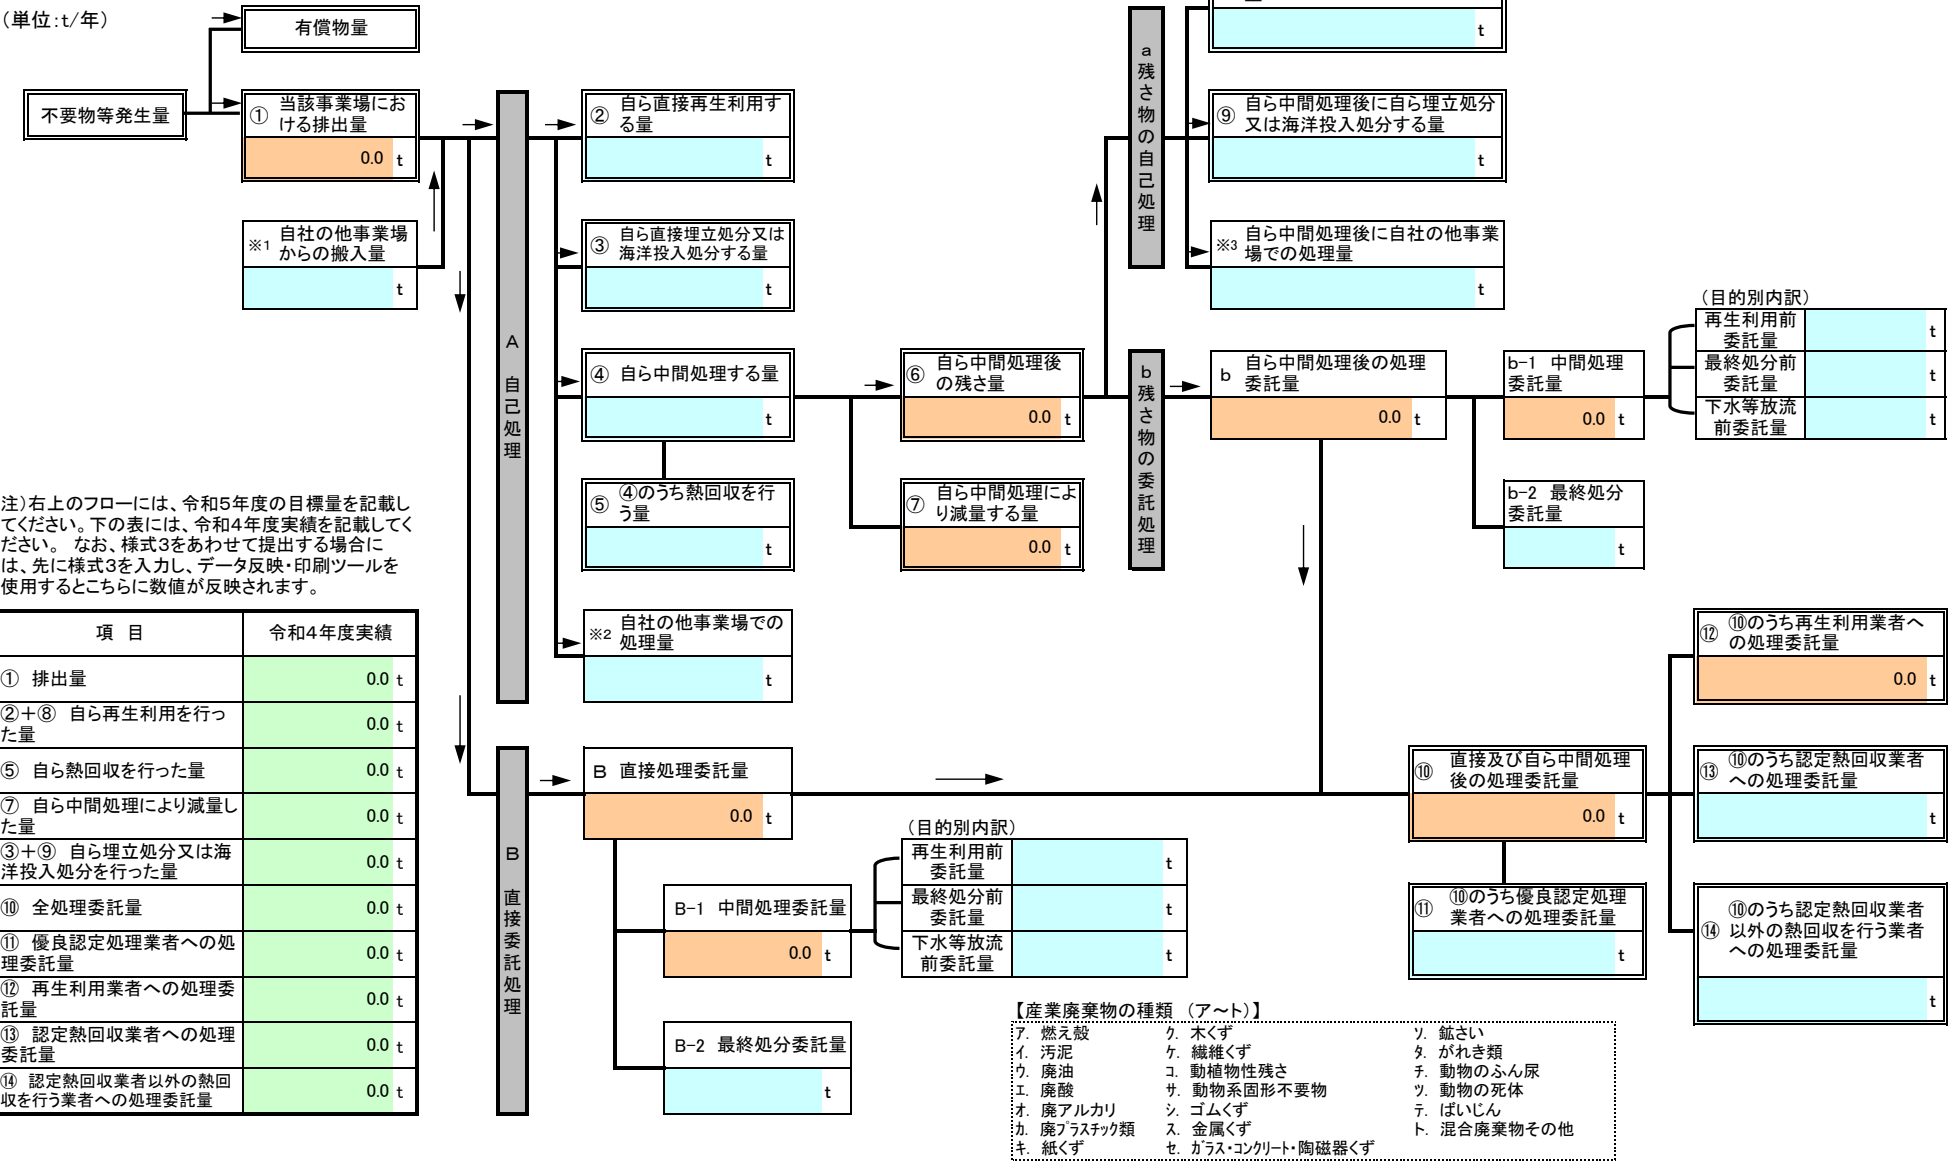 （単位：ｔ/年）
有償物量
不要物等発生量
① 当該事業場にお
ける排出量
0.0 t
※1 自社の他事業場
からの搬入量
t
A 自己処理
② 自ら直接再生利用す
る量
t
③ 自ら直接埋立処分又は
海洋投入処分する量
t
④ 自ら中間処理する量
t
⑤ ④のうち熱回収を行
う量
t
※2 自社の他事業場での
処理量
t
⑥ 自ら中間処理後
の残さ量
0.0 t
⑦ 自ら中間処理によ
り減量する量
0.0 t
a残さ物の自己処理
t
⑨ 自ら中間処理後に自ら埋立処分
又は海洋投入処分する量
t
※3 自ら中間処理後に自社の他事業
場での処理量
t
b残さ物の委託処理
b 自ら中間処理後の処理
委託量
0.0 t
b-1 中間処理
委託量
0.0 t
b-2 最終処分
委託量
t
（目的別内訳）
再生利用前
委託量
t
最終処分前
委託量
t
下水等放流
前委託量
t
注）右上のフローには、令和５年度の目標量を記載し
てください。下の表には、令和４年度実績を記載してく
ださい。 なお、様式３をあわせて提出する場合に
は、先に様式３を入力し、データ反映・印刷ツールを
使用するとこちらに数値が反映されます。
項 目 令和４年度実績
① 排出量 0.0 t
②＋⑧ 自ら再生利用を行っ
た量 0.0 t
⑤ 自ら熱回収を行った量 0.0 t
⑦ 自ら中間処理により減量し
た量 0.0 t
③＋⑨ 自ら埋立処分又は海
洋投入処分を行った量 0.0 t
⑩ 全処理委託量 0.0 t
⑪ 優良認定処理業者への処
理委託量 0.0 t
⑫ 再生利用業者への処理委
託量 0.0 t
⑬ 認定熱回収業者への処理
委託量 0.0 t
⑭ 認定熱回収業者以外の熱回
収を行う業者への処理委託量 0.0 t
B 直接委託処理
B 直接処理委託量
0.0 t
B-1 中間処理委託量
0.0 t
B-2 最終処分委託量
t
（目的別内訳）
再生利用前
委託量
t
最終処分前
委託量
t
下水等放流
前委託量
t
⑩ 直接及び自ら中間処理
後の処理委託量
0.0 t
⑪ ⑩のうち優良認定処理
業者への処理委託量
t
⑫ ⑩のうち再生利用業者へ
の処理委託量
0.0 t
⑬ ⑩のうち認定熱回収業者
への処理委託量
t
⑭ ⑩のうち認定熱回収業者
以外の熱回収を行う業者
への処理委託量
t
【産業廃棄物の種類 （ア～ト）】
ア. 燃え殻 ク. 木くず ソ. 鉱さい
イ. 汚泥 ケ. 繊維くず タ. がれき類
ウ. 廃油 コ. 動植物性残さ チ. 動物のふん尿
エ. 廃酸 サ. 動物系固形不要物 ツ. 動物の死体
オ. 廃アルカリ シ. ゴムくず テ. ばいじん
カ. 廃プラスチック類 ス. 金属くず ト. 混合廃棄物その他
キ. 紙くず セ. ガラス・コンクリート・陶磁器くず